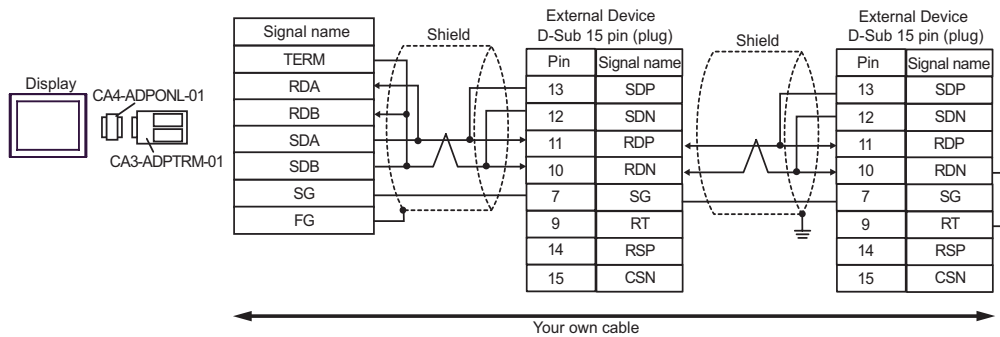 Display
CA4-ADPONL-01
CA3-ADPTRM-01
Signal name
TERM
RDA
RDB
SDA
SDB
SG
FG
Shield
External Device
D-Sub 15 pin (plug)
Pin Signal name
13 SDP
12 SDN
11 RDP
10 RDN
7 SG
9 RT
14 RSP
15 CSN
Shield
External Device
D-Sub 15 pin (plug)
Pin Signal name
13 SDP
12 SDN
11 RDP
10 RDN
7 SG
9 RT
14 RSP
15 CSN
Your own cable